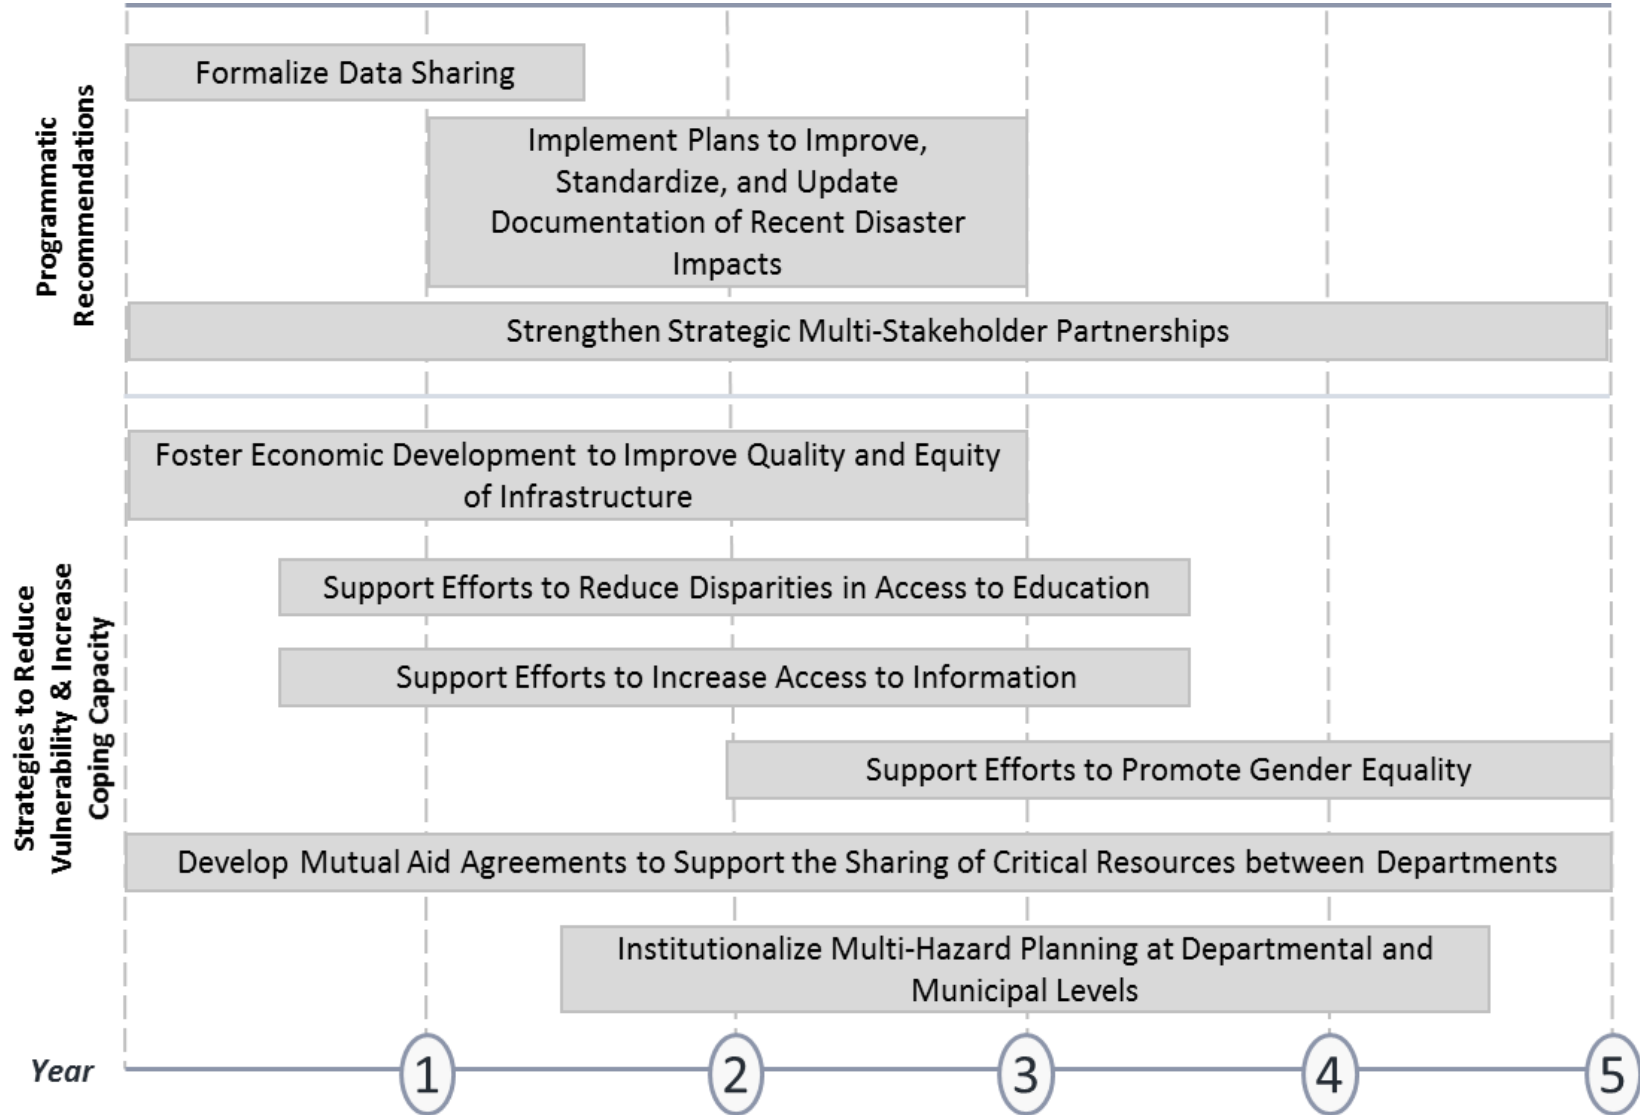 Programmatic
Recommendations
Formalize Data Sharing
Implement Plans to Improve,
Standardize, and Update
Documentation of Recent Disaster
Impacts
Strengthen Strategic Multi-Stakeholder Partnerships
Strategies to Reduce
Vulnerability & Increase
Coping Capacity
Foster Economic Development to Improve Quality and Equity
of Infrastructure
Support Efforts to Reduce Disparities in Access to Education
Support Efforts to Increase Access to Information
Support Efforts to Promote Gender Equality
Develop Mutual Aid Agreements to Support the Sharing of Critical Resources between Departments
Institutionalize Multi-Hazard Planning at Departmental and
Municipal Levels
Year 1 2 3 4 5